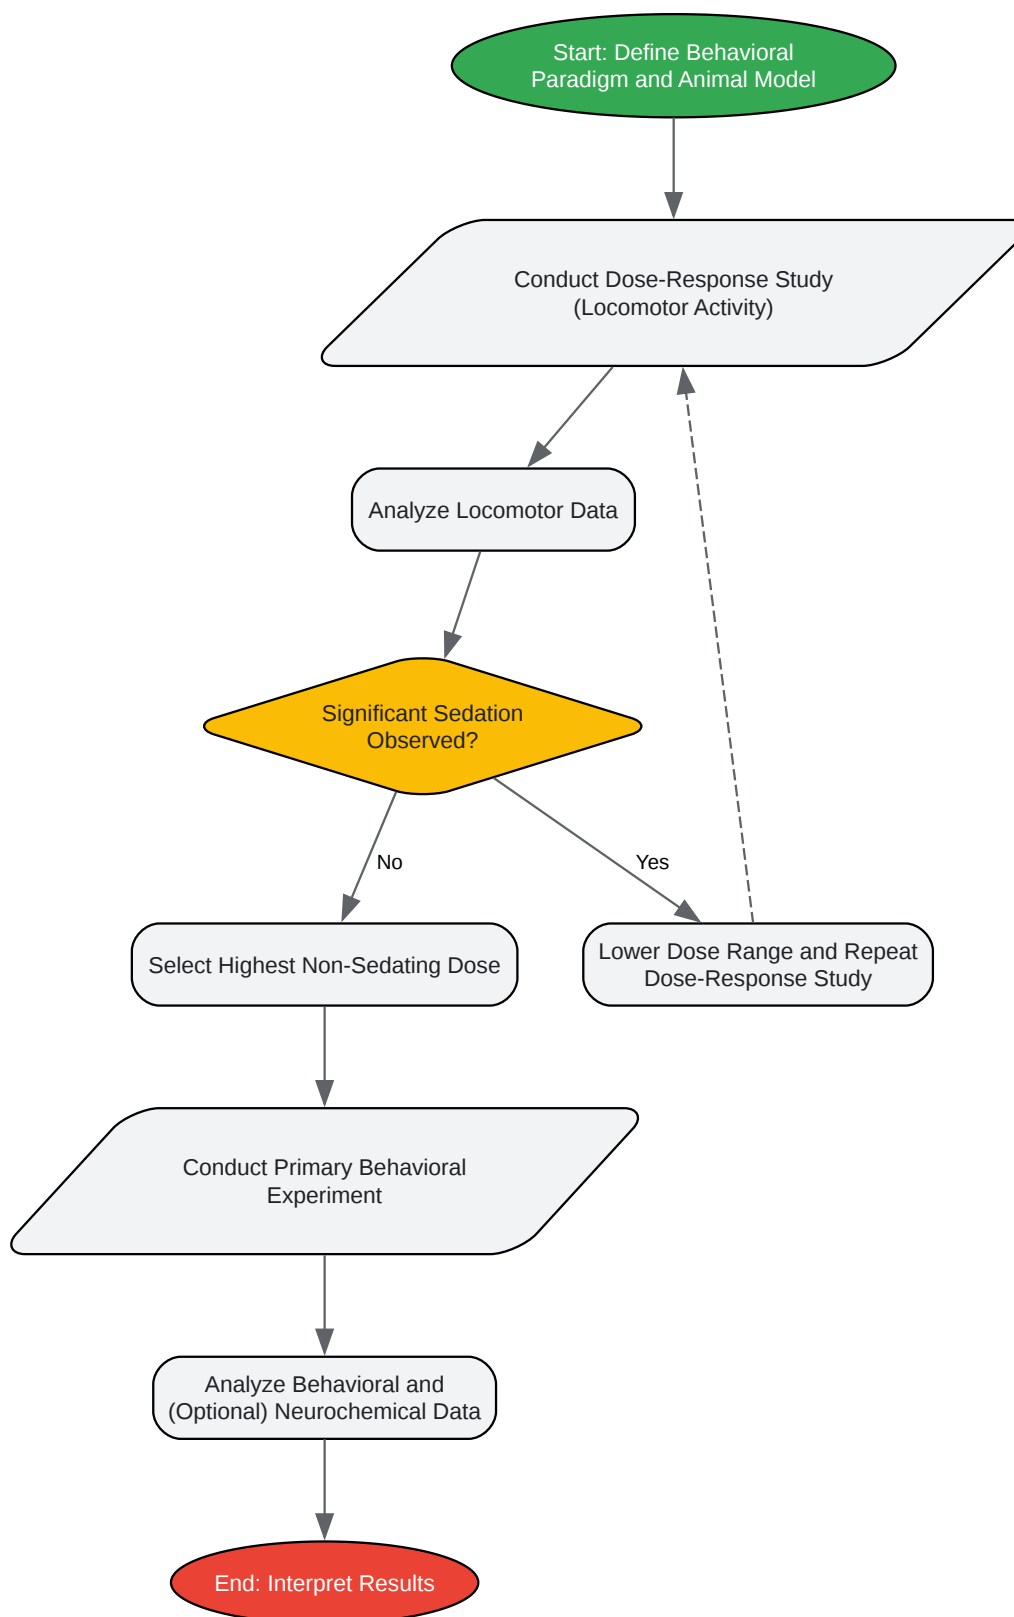 Start: Define Behavioral
Paradigm and Animal Model
Conduct Dose-Response Study
(Locomotor Activity)
Analyze Locomotor Data
Significant Sedation
Observed?
No
Yes
Select Highest Non-Sedating Dose
Lower Dose Range and Repeat
Dose-Response Study
Conduct Primary Behavioral
Experiment
Analyze Behavioral and
(Optional) Neurochemical Data
End: Interpret Results